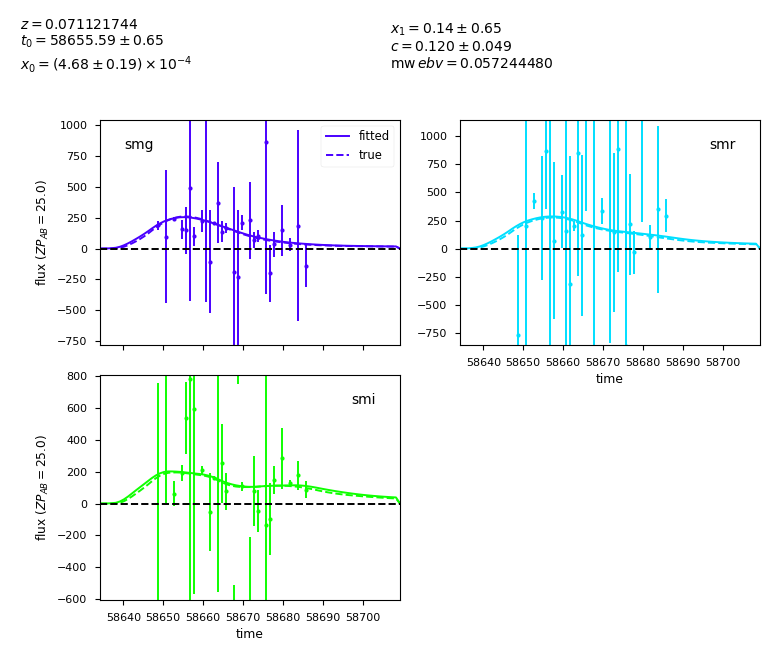 z = 0.071121744
t₀ = 58655.59 ± 0.65
x₀ = (4.68 ± 0.19) × 10⁻⁴
x₁ = 0.14 ± 0.65
c = 0.120 ± 0.049
mwebv = 0.057244480
smg
fitted
true
1000
750
500
250
0
−250
−500
−750
flux (ZP_AB = 25.0)
smr
1000
750
500
250
0
−250
−500
−750
58640 58650 58660 58670 58680 58690 58700
time
smi
800
600
400
200
0
−200
−400
−600
flux (ZP_AB = 25.0)
58640 58650 58660 58670 58680 58690 58700
time